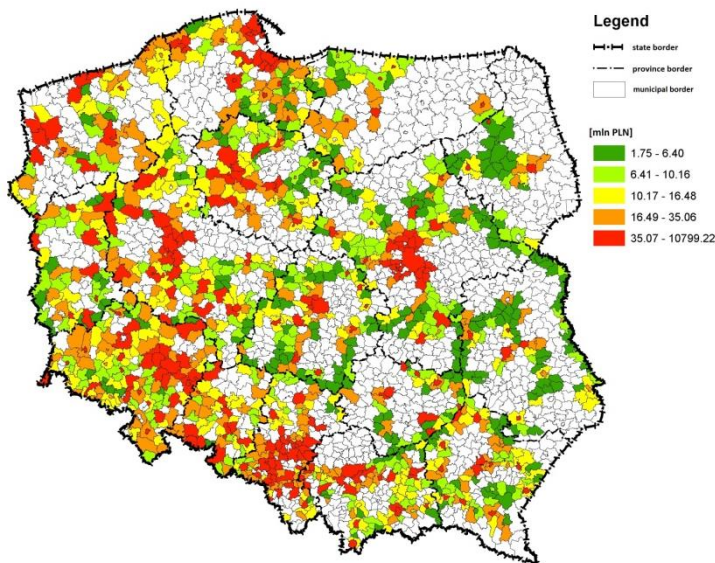 Legend
state border
province border
municipal border
[mln PLN]
1.75 - 6.40
6.41 - 10.16
10.17 - 16.48
16.49 - 35.06
35.07 - 10799.22